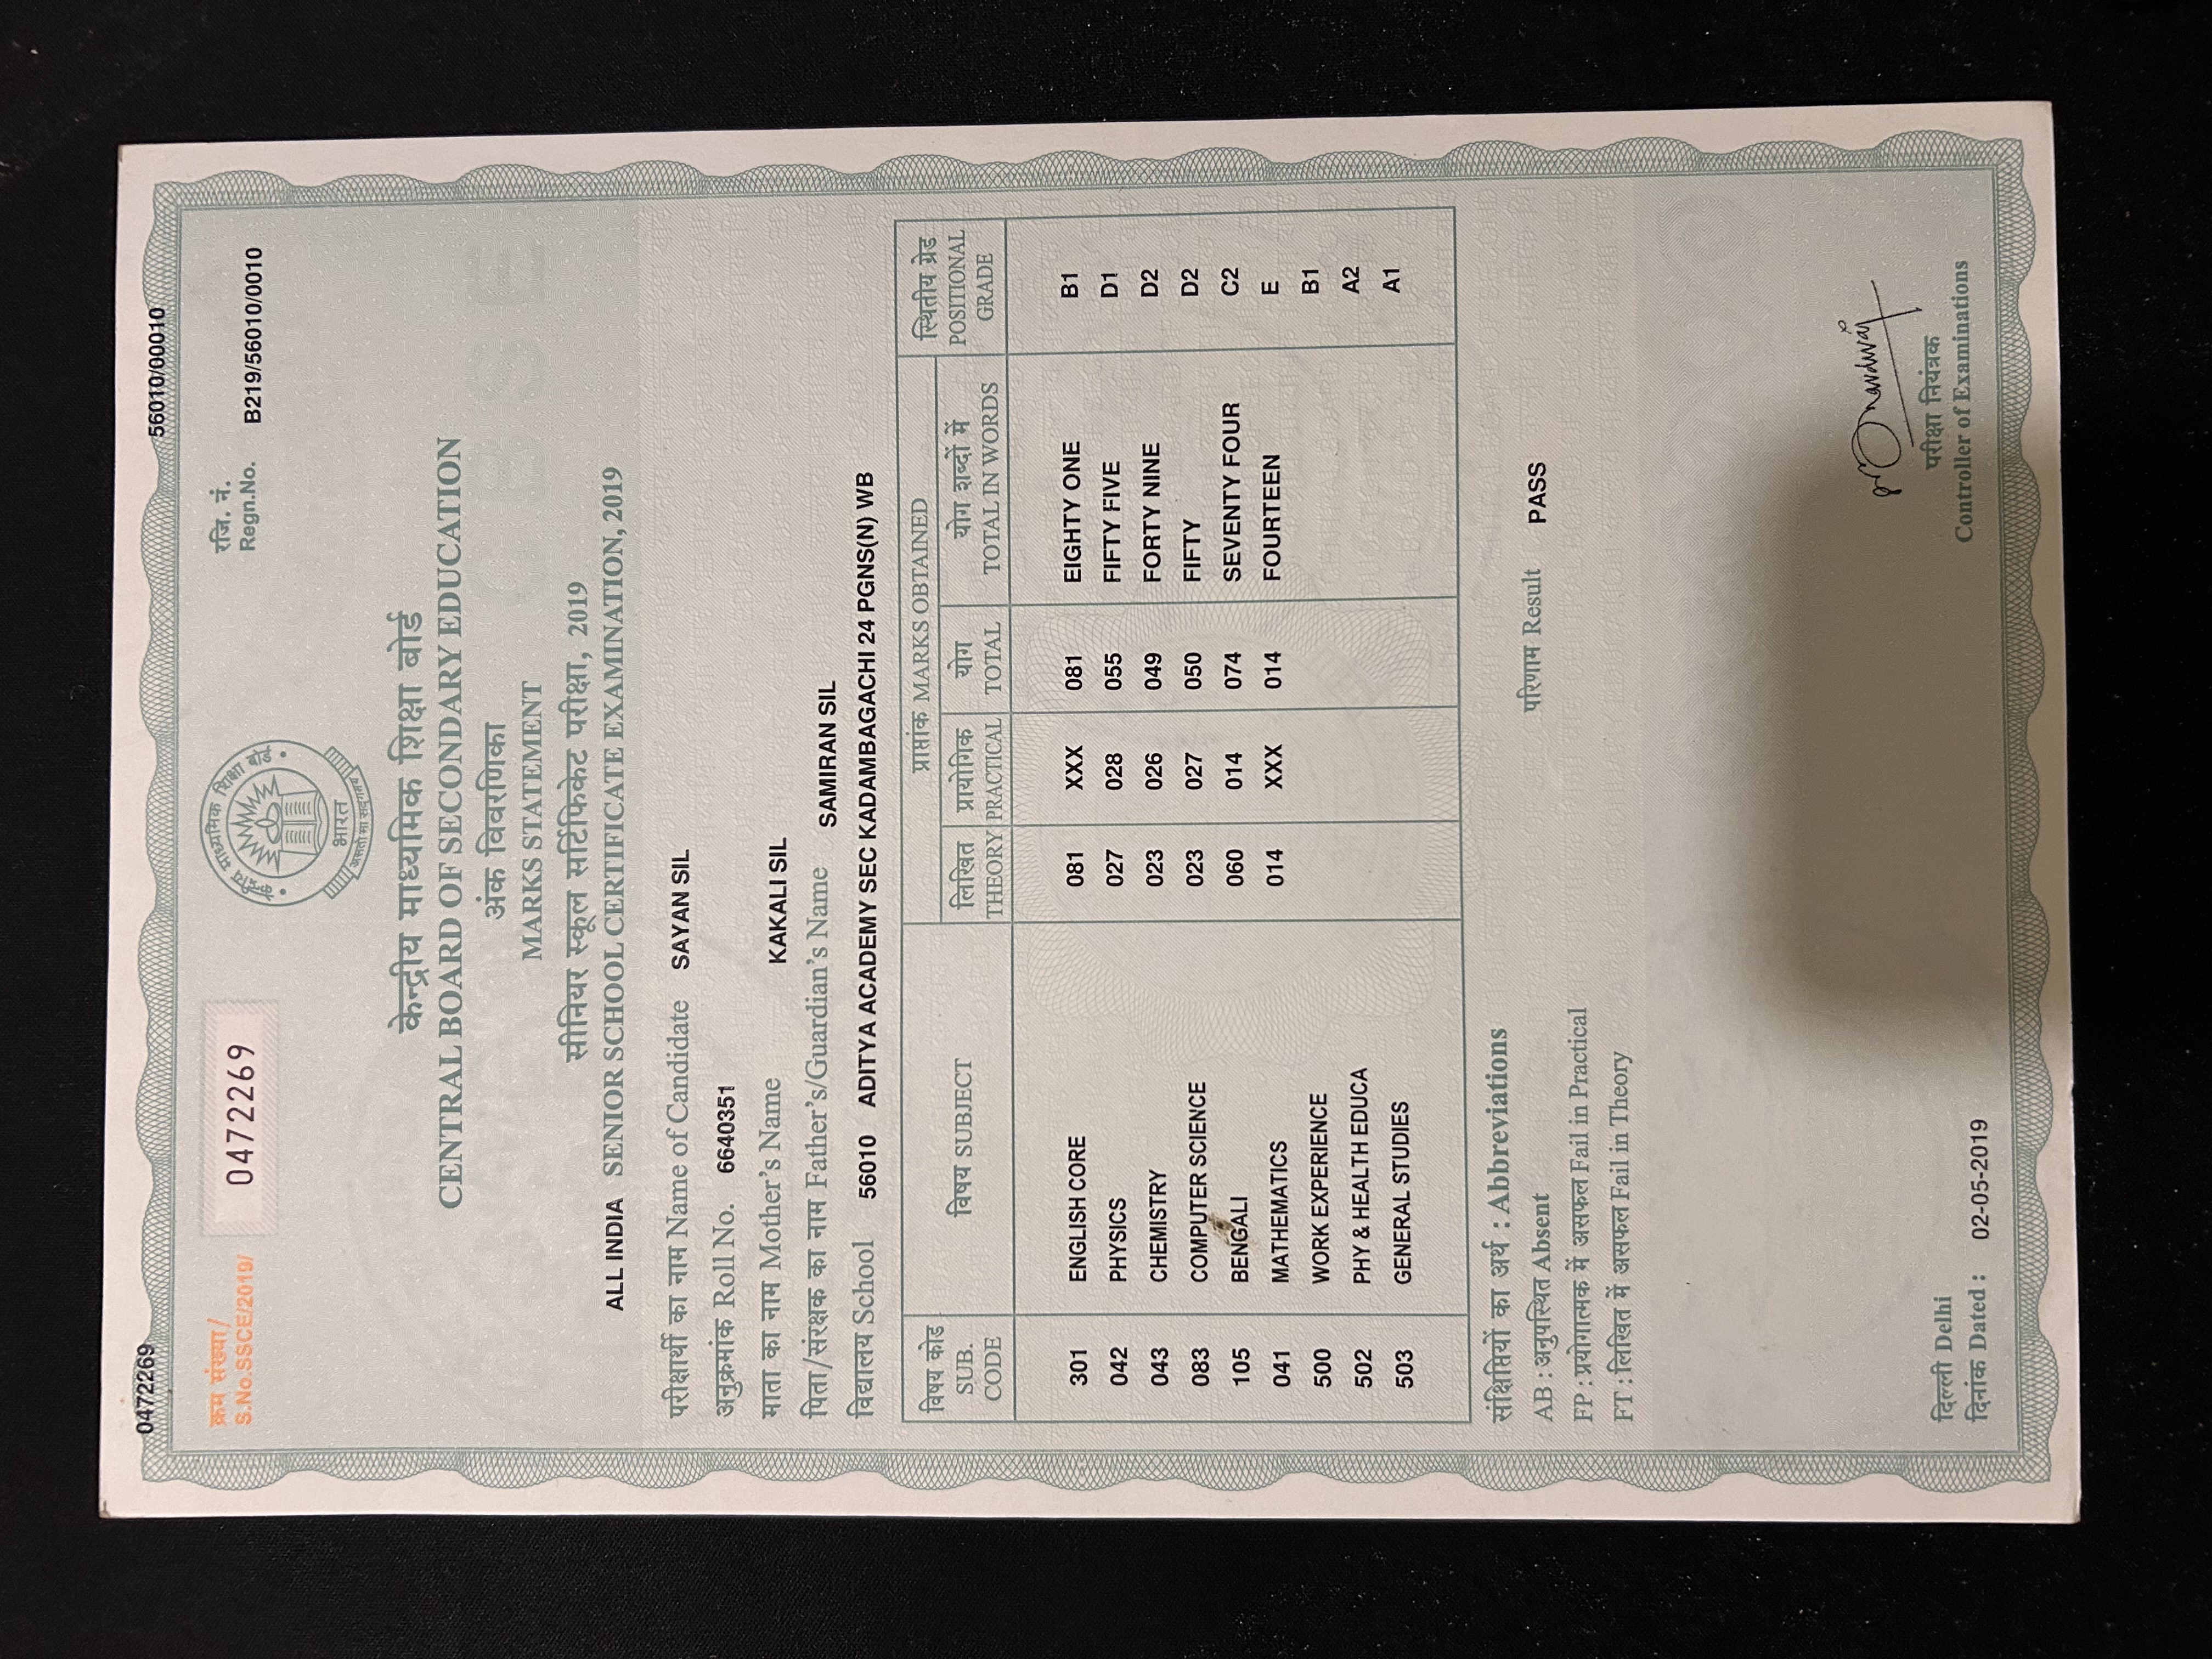 0472269
56010/00010
क्रम संख्या/
S.No.SSCE/2019/ 0472269
रजि. नं.
Regn.No. B219/56010/0010
केन्द्रीय माध्यमिक शिक्षा बोर्ड
भारत
असतो मा सद्गमय
केन्द्रीय माध्यमिक शिक्षा बोर्ड
CENTRAL BOARD OF SECONDARY EDUCATION
अंक विवरणिका
MARKS STATEMENT
सीनियर स्कूल सर्टिफिकेट परीक्षा, 2019
ALL INDIA SENIOR SCHOOL CERTIFICATE EXAMINATION, 2019
परीक्षार्थी का नाम Name of Candidate SAYAN SIL
अनुक्रमांक Roll No. 6640351
माता का नाम Mother's Name KAKALI SIL
पिता/संरक्षक का नाम Father's/Guardian's Name SAMIRAN SIL
विद्यालय School 56010 ADITYA ACADEMY SEC KADAMBAGACHI 24 PGNS(N) WB
विषय कोड SUB. CODE विषय SUBJECT प्राप्तांक MARKS OBTAINED स्थितीय ग्रेड POSITIONAL GRADE
लिखित THEORY प्रायोगिक PRACTICAL योग TOTAL योग शब्दों में TOTAL IN WORDS
301 ENGLISH CORE 081 XXX 081 EIGHTY ONE B1
042 PHYSICS 027 028 055 FIFTY FIVE D1
043 CHEMISTRY 023 026 049 FORTY NINE D2
083 COMPUTER SCIENCE 023 027 050 FIFTY D2
105 BENGALI 060 014 074 SEVENTY FOUR C2
041 MATHEMATICS 014 XXX 014 FOURTEEN E
500 WORK EXPERIENCE B1
502 PHY & HEALTH EDUCA A2
503 GENERAL STUDIES A1
संक्षिप्तियों का अर्थ : Abbreviations
AB : अनुपस्थित Absent
परिणाम Result PASS
FP : प्रयोगात्मक में असफल Fail in Practical
FT : लिखित में असफल Fail in Theory
दिल्ली Delhi
दिनांक Dated : 02-05-2019
परीक्षा नियंत्रक
Controller of Examinations